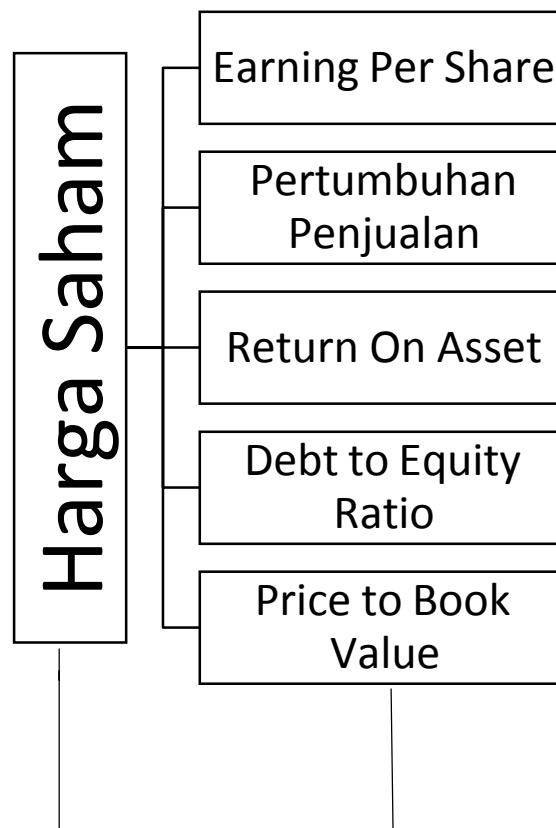 Harga Saham
Earning Per Share
Pertumbuhan
Penjualan
Return On Asset
Debt to Equity
Ratio
Price to Book
Value